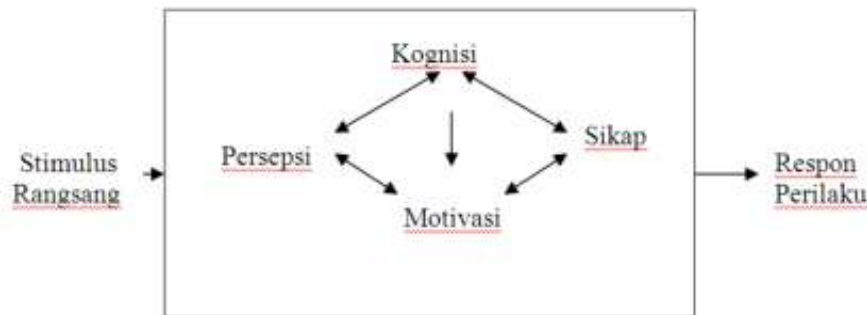 Kognisi
Stimulus
Rangsang
Persepsi
Sikap
Respon
Perilaku
Motivasi